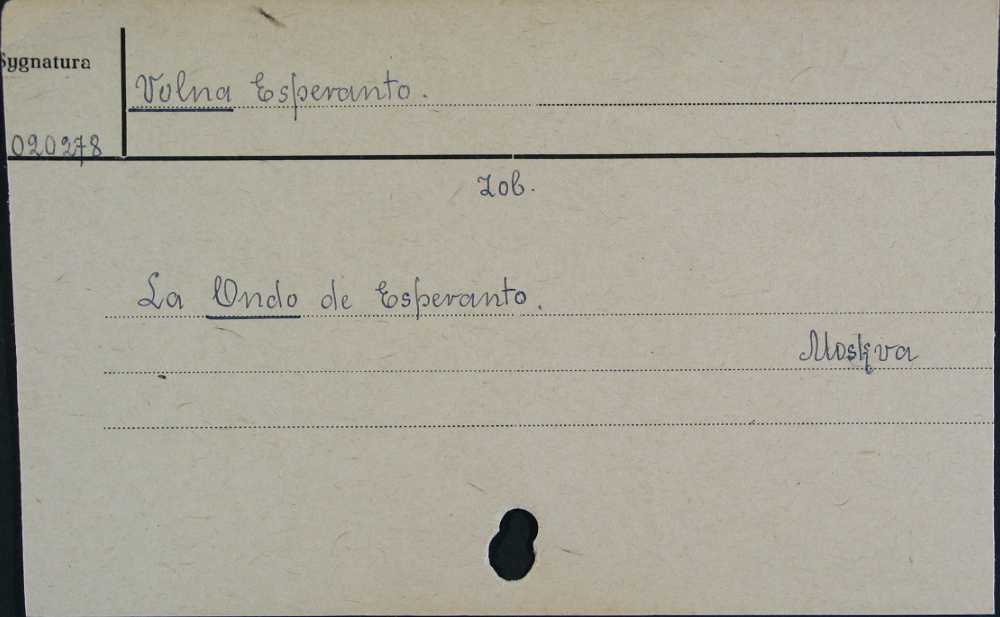 Sygnatura
Volna Esperanto.
020278
Zob.
La Ondo de Esperanto.
Moskva